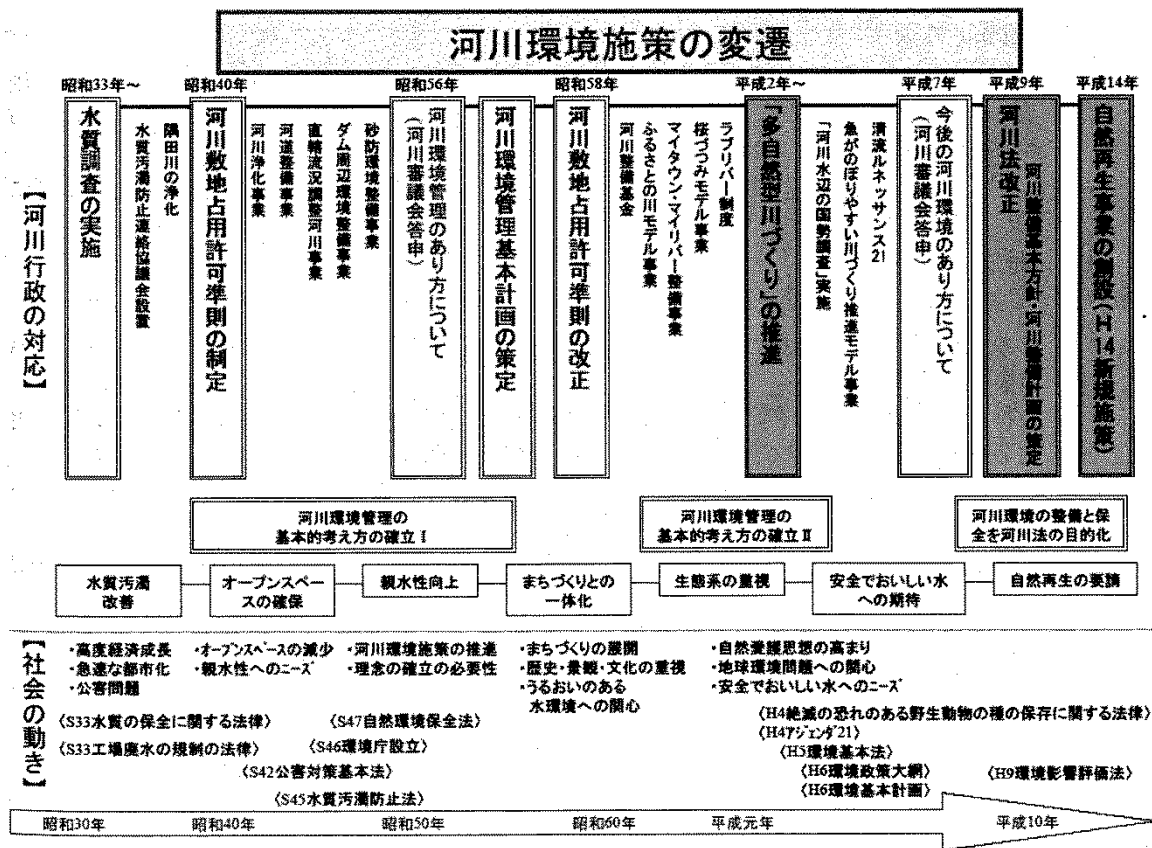 河川環境施策の変遷
昭和33年～
昭和40年
昭和56年
昭和58年
平成2年～
平成7年
平成9年
平成14年
【河川行政の対応】
水質調査の実施
水質汚濁防止連絡協議会設置
隅田川の浄化
河川敷地占用許可準則の制定
河川浄化事業
河道整備事業
直轄流況調整河川事業
ダム周辺環境整備事業
砂防環境整備事業
河川環境管理のあり方について
(河川審議会答申)
河川環境管理基本計画の策定
河川敷地占用許可準則の改正
河川整備基金
ふるさとの川モデル事業
マイタウン・マイリバー整備事業
桜づつみモデル事業
ラブリバー制度
「多自然型川づくり」の推進
「河川水辺の国勢調査」実施
魚がのぼりやすい川づくり推進モデル事業
清流ルネッサンス21
今後の河川環境のあり方について
(河川審議会答申)
河川法改正
河川整備基本方針・河川整備計画の策定
自然再生事業の創設(H14新規施策)
河川環境管理の
基本的考え方の確立Ⅰ
河川環境管理の
基本的考え方の確立Ⅱ
河川環境の整備と保
全を河川法の目的化
水質汚濁
改善
オープンスペー
スの確保
親水性向上
まちづくりとの
一体化
生態系の重視
安全でおいしい水
への期待
自然再生の要請
【社会の動き】
・高度経済成長
・急速な都市化
・公害問題
・オープンスペースの減少
・親水性へのニーズ
・河川環境施策の推進
・理念の確立の必要性
・まちづくりの展開
・歴史・景観・文化の重視
・うるおいのある
水環境への関心
・自然愛護思想の高まり
・地球環境問題への関心
・安全でおいしい水へのニーズ
〈S33水質の保全に関する法律〉
〈S33工場廃水の規制の法律〉
〈S42公害対策基本法〉
〈S45水質汚濁防止法〉
〈S47自然環境保全法〉
〈S46環境庁設立〉
〈H4絶滅の恐れのある野生動物の種の保存に関する法律〉
〈H4アジェンダ21〉
〈H5環境基本法〉
〈H6環境政策大綱〉
〈H6環境基本計画〉
〈H9環境影響評価法〉
昭和30年
昭和40年
昭和50年
昭和60年
平成元年
平成10年